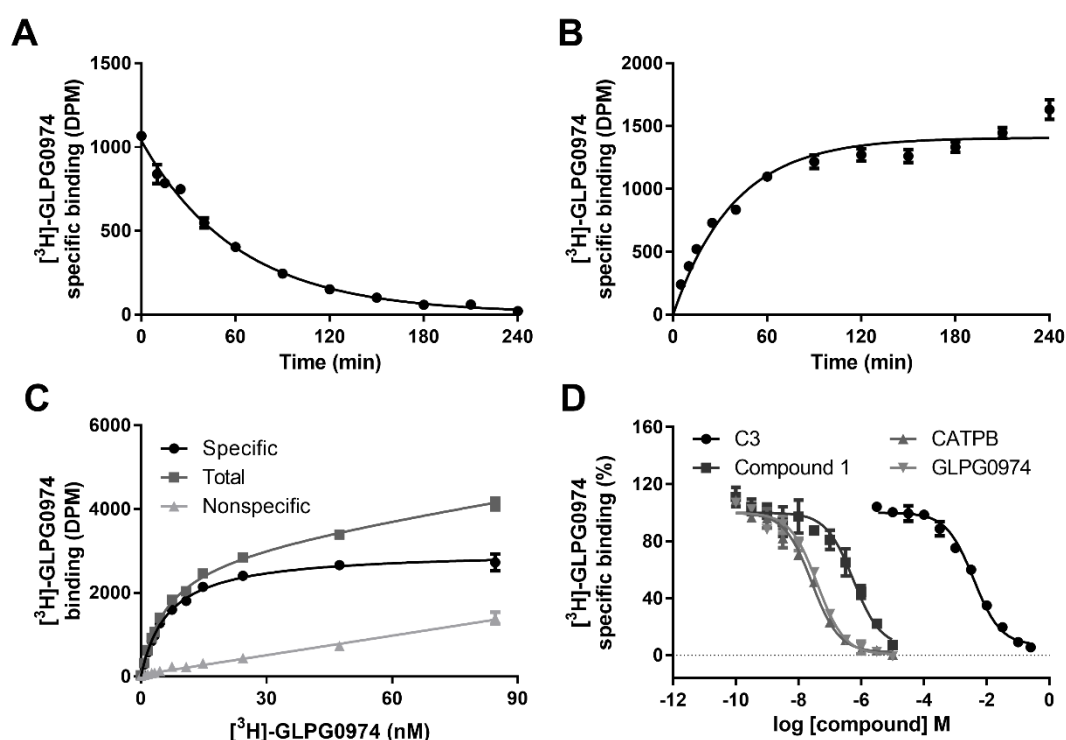 A
[³H]-GLPG0974
specific binding (DPM)
1500
1000
500
0
0 60 120 180 240
Time (min)
B
[³H]-GLPG0974
specific binding (DPM)
2000
1500
1000
500
0
0 60 120 180 240
Time (min)
C
[³H]-GLPG0974
binding (DPM)
6000
4000
2000
0
Specific
Total
Nonspecific
0 30 60 90
[³H]-GLPG0974 (nM)
D
[³H]-GLPG0974
specific binding (%)
160
120
80
40
0
C3
Compound 1
CATPB
GLPG0974
-12 -10 -8 -6 -4 -2 0
log [compound] M